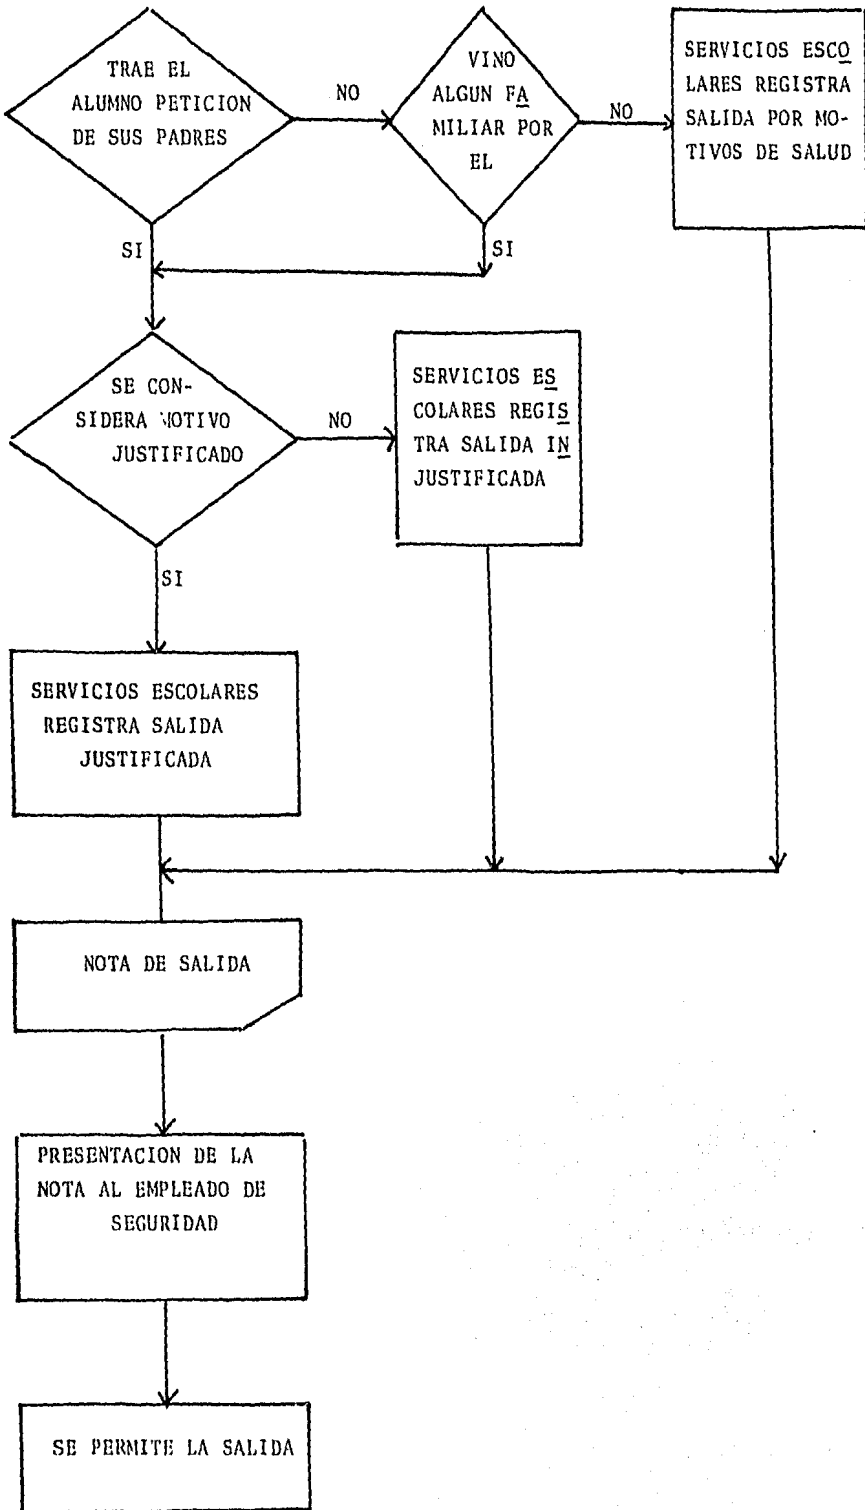 TRAE EL
ALUMNO PETICION
DE SUS PADRES
NO
VINO
ALGUN FA
MILIAR POR
EL
NO
SERVICIOS ESCO
LARES REGISTRA
SALIDA POR MO-
TIVOS DE SALUD
SI
SI
SE CON-
SIDERA MOTIVO
JUSTIFICADO
NO
SERVICIOS ES
COLARES REGIS
TRA SALIDA IN
JUSTIFICADA
SI
SERVICIOS ESCOLARES
REGISTRA SALIDA
JUSTIFICADA
NOTA DE SALIDA
PRESENTACION DE LA
NOTA AL EMPLEADO DE
SEGURIDAD
SE PERMITE LA SALIDA